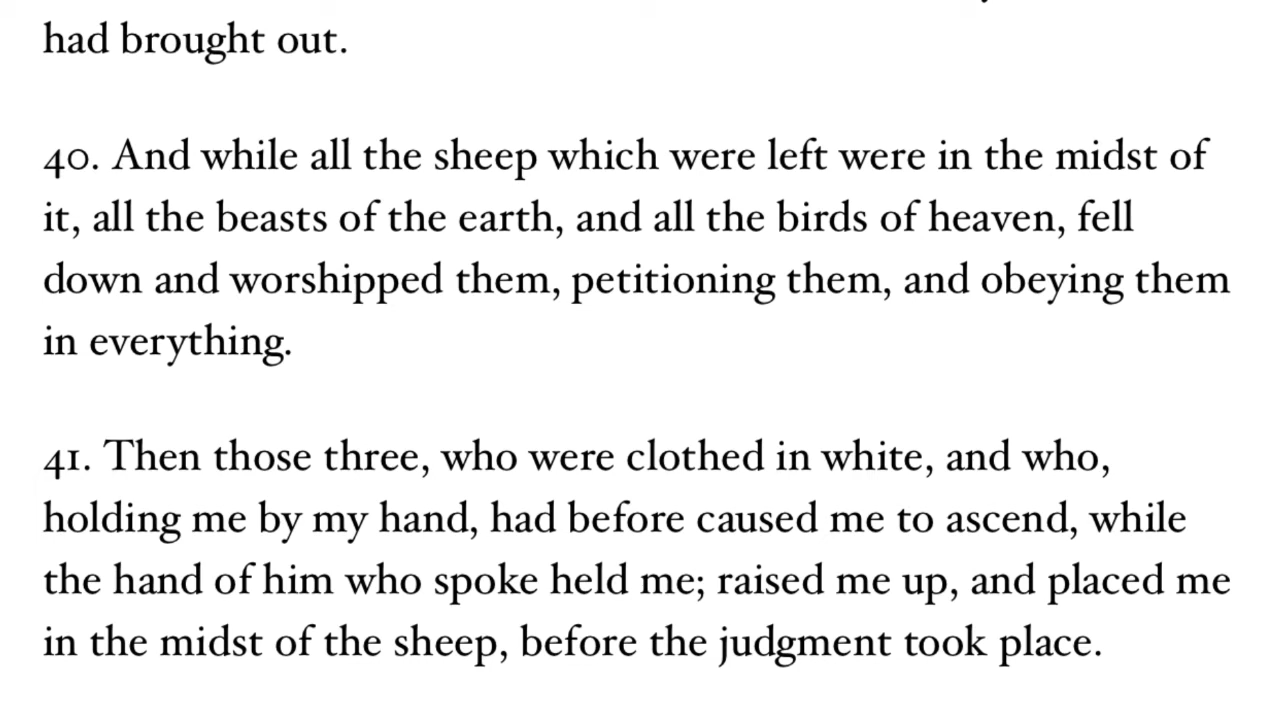 had brought out.
40. And while all the sheep which were left were in the midst of
it, all the beasts of the earth, and all the birds of heaven, fell
down and worshipped them, petitioning them, and obeying them
in everything.
41. Then those three, who were clothed in white, and who,
holding me by my hand, had before caused me to ascend, while
the hand of him who spoke held me; raised me up, and placed me
in the midst of the sheep, before the judgment took place.